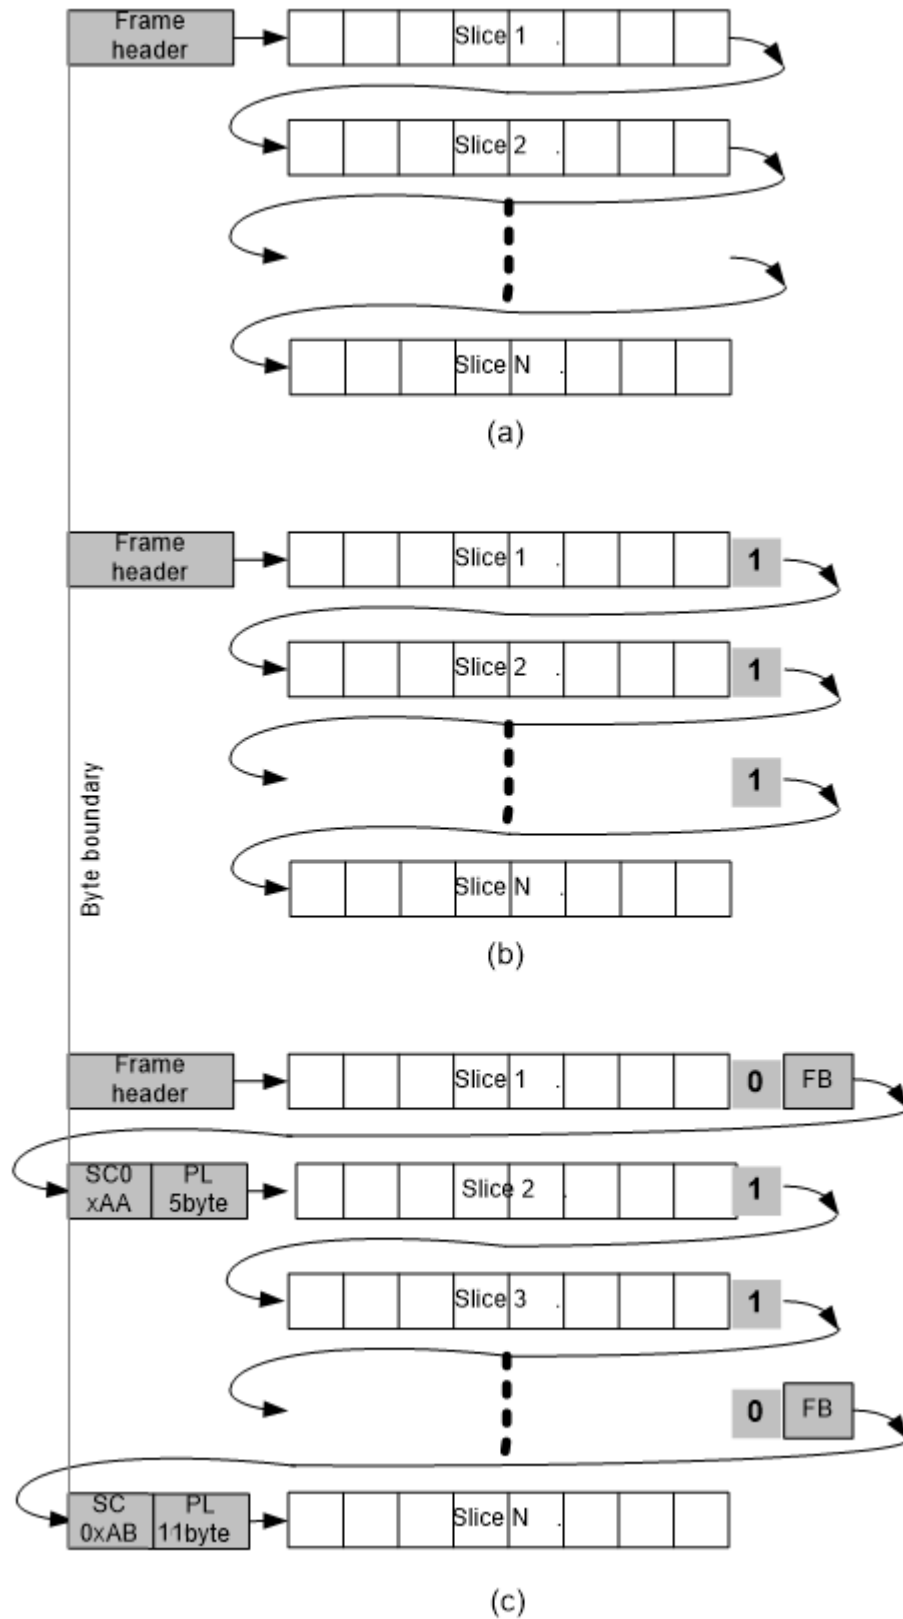 Frame
header
Slice 1 .
Slice 2 .
Slice N .
(a)
Frame
header
Slice 1 .
1
Slice 2 .
1
1
Slice N .
(b)
Byte boundary
Frame
header
Slice 1 .
0
FB
SC0
xAA
PL
5byte
Slice 2 .
1
Slice 3 .
1
0
FB
SC
0xAB
PL
11byte
Slice N .
(c)